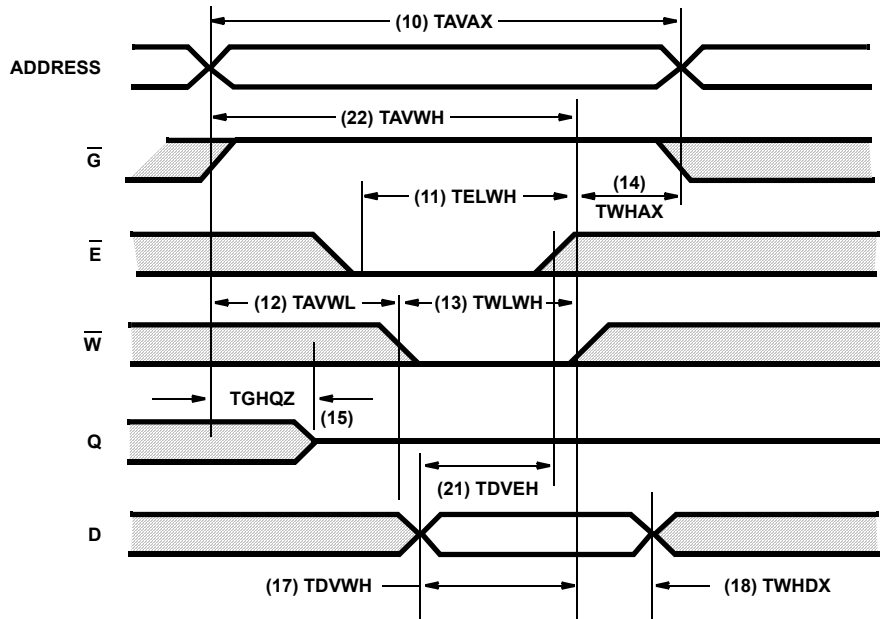 (10) TAVAX
ADDRESS
(22) TAVWH
G̅
(11) TELWH
(14)
TWHAX
E̅
(12) TAVWL
(13) TWLWH
W̅
TGHQZ
(15)
Q
(21) TDVEH
D
(17) TDVWH
(18) TWHDX